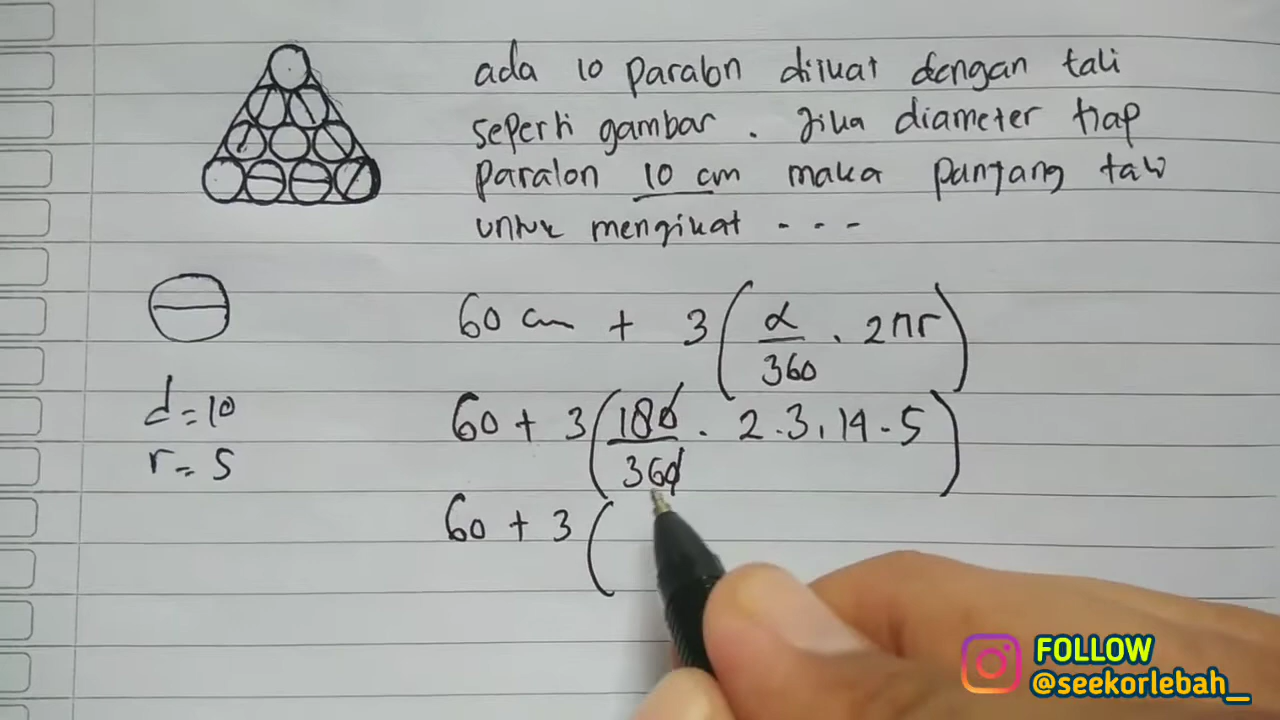 ada 10 paralon diikat dengan tali
seperti gambar. Jika diameter tiap
paralon 10 cm maka panjang tali
untuk mengikat ---
60 cm + 3 (α/360 . 2πr)
d = 10
r = 5
60 + 3 (180/360 . 2.3,14.5)
60 + 3 (
FOLLOW
@seekorlebah_